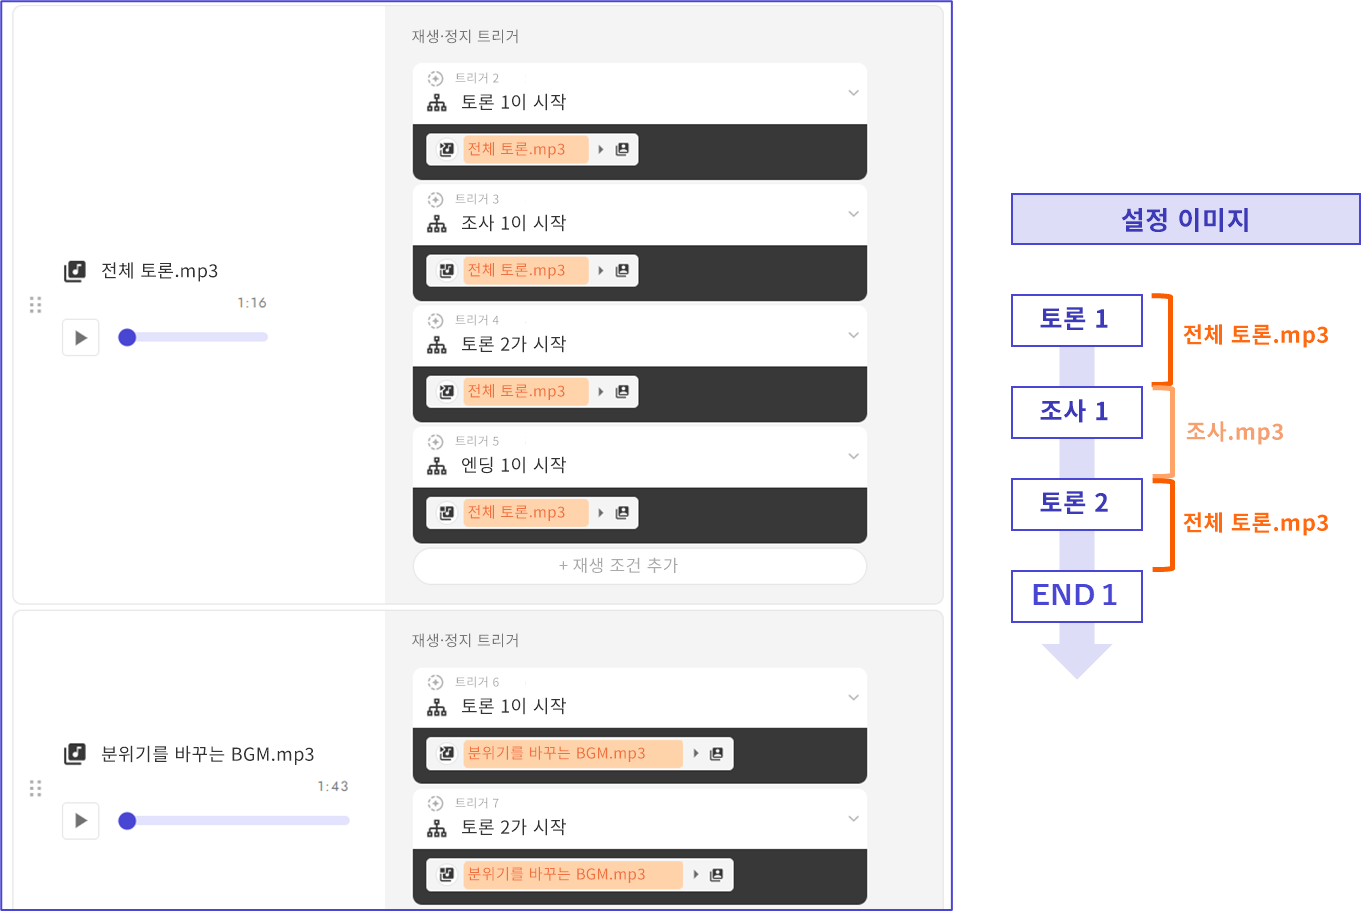 재생·정지 트리거
트리거 2
토론 1이 시작
전체 토론.mp3
트리거 3
조사 1이 시작
전체 토론.mp3
전체 토론.mp3
1:16
트리거 4
토론 2가 시작
전체 토론.mp3
트리거 5
엔딩 1이 시작
전체 토론.mp3
+ 재생 조건 추가
재생·정지 트리거
트리거 6
토론 1이 시작
분위기를 바꾸는 BGM.mp3
분위기를 바꾸는 BGM.mp3
1:43
트리거 7
토론 2가 시작
분위기를 바꾸는 BGM.mp3
설정 이미지
토론 1
전체 토론.mp3
조사 1
조사.mp3
토론 2
전체 토론.mp3
END 1